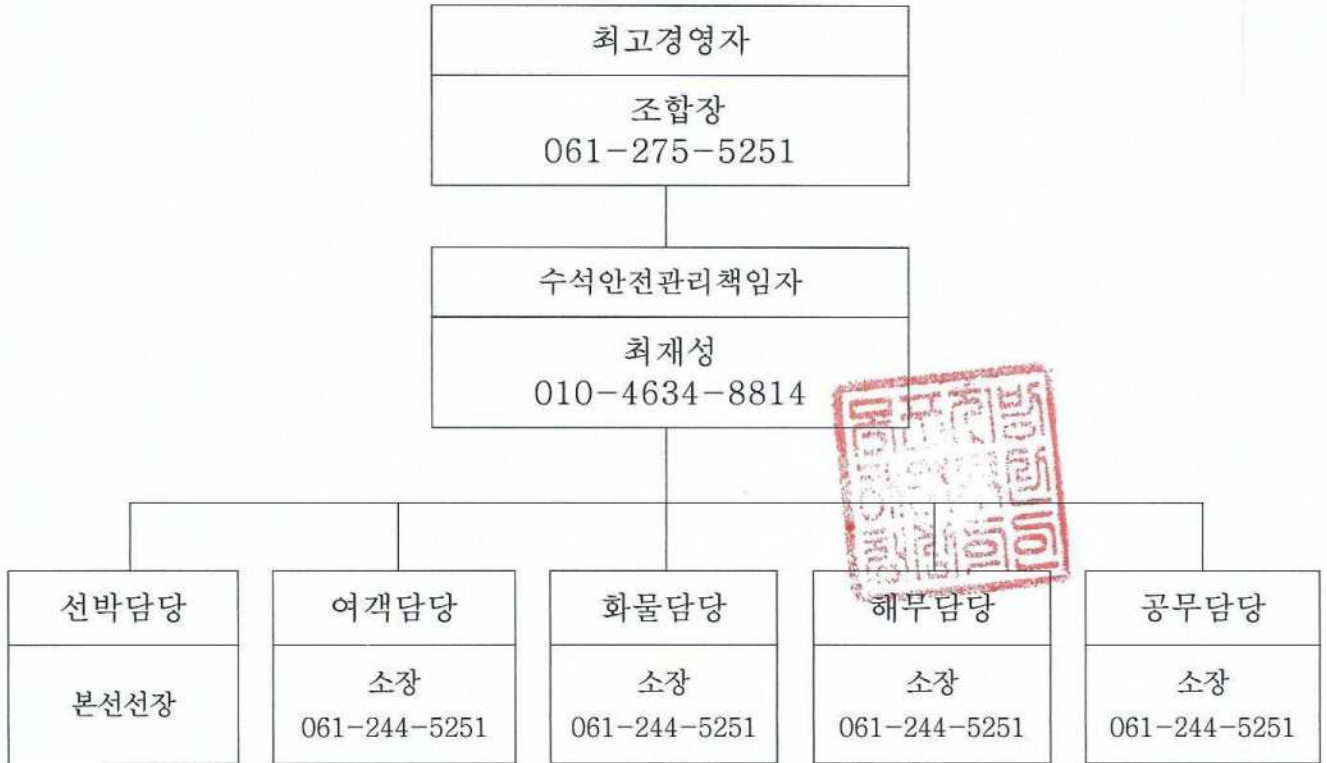 최고경영자
조합장
061-275-5251
수석안전관리책임자
최재성
010-4634-8814
선박담당
여객담당
화물담당
해무담당
공무담당
본선선장
소장
061-244-5251
소장
061-244-5251
소장
061-244-5251
소장
061-244-5251